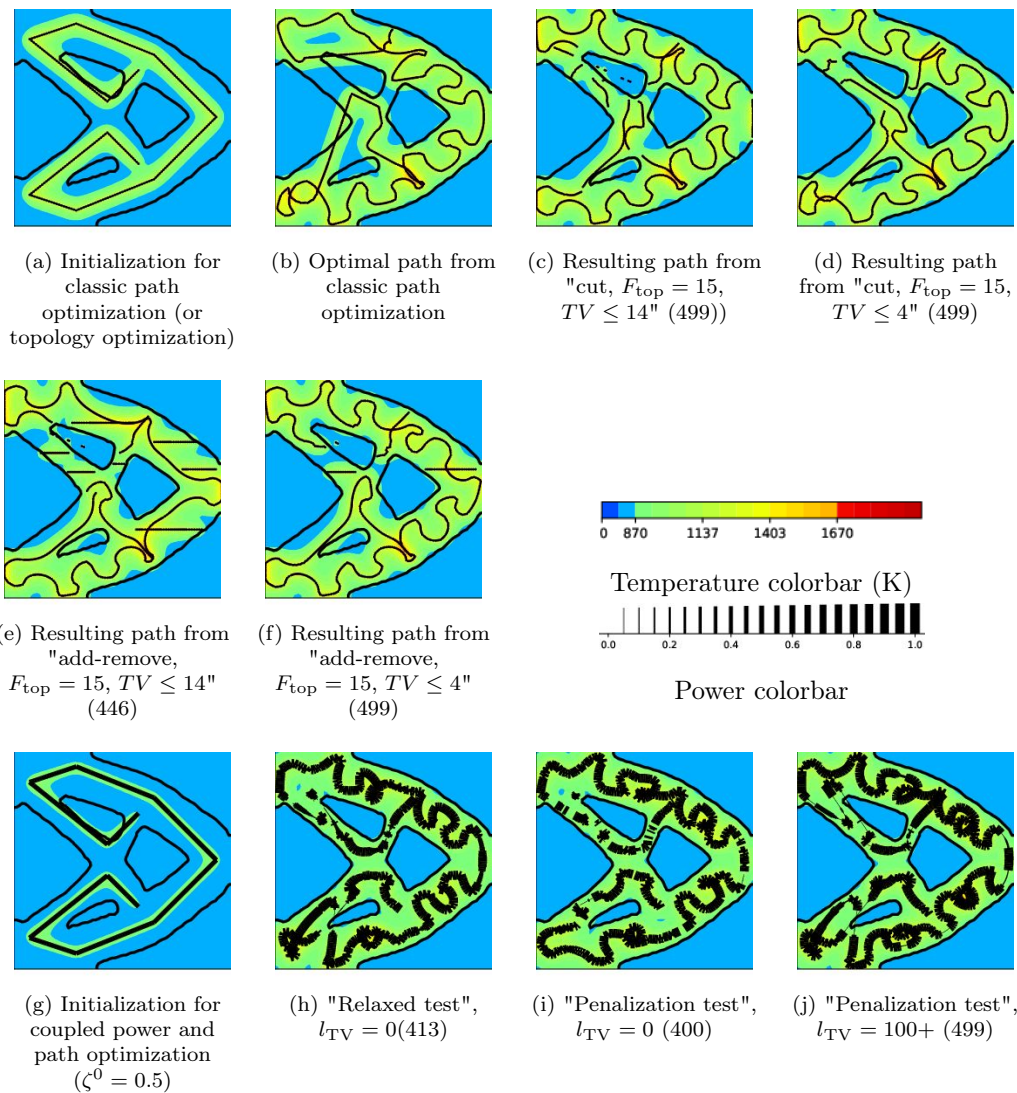 (a) Initialization for
classic path
optimization (or
topology optimization)
(b) Optimal path from
classic path
optimization
(c) Resulting path from
"cut, F_top = 15,
TV ≤ 14" (499))
(d) Resulting path
from "cut, F_top = 15,
TV ≤ 4" (499)
(e) Resulting path from
"add-remove,
F_top = 15, TV ≤ 14"
(446)
(f) Resulting path from
"add-remove,
F_top = 15, TV ≤ 4"
(499)
0 870 1137 1403 1670
Temperature colorbar (K)
0.0 0.2 0.4 0.6 0.8 1.0
Power colorbar
(g) Initialization for
coupled power and
path optimization
(ζ⁰ = 0.5)
(h) "Relaxed test",
l_TV = 0(413)
(i) "Penalization test",
l_TV = 0 (400)
(j) "Penalization test",
l_TV = 100+ (499)